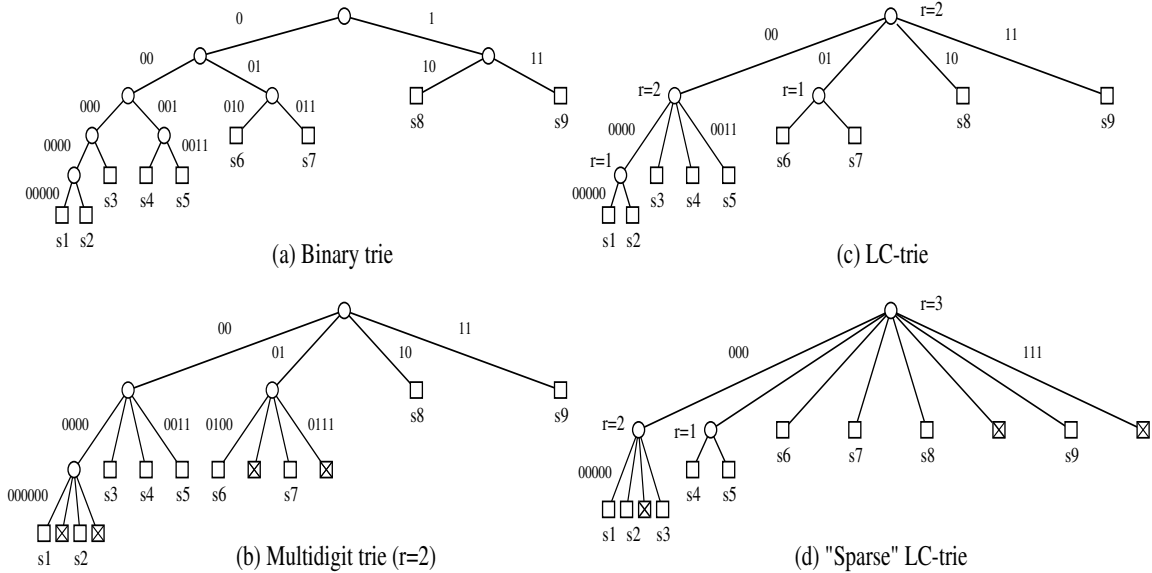 0 1
00 01 10 11
000 001 010 011
s8 s9
0000 0011
s6 s7
00000 s3 s4 s5
s1 s2
(a) Binary trie
r=2
00 01 10 11
r=2 r=1
s8 s9
0000 0011
s6 s7
r=1
00000 s3 s4 s5
s1 s2
(c) LC-trie
00 01 10 11
s8 s9
0000 0011 0100 0111
000000 s3 s4 s5 s6 s7
s1 s2
(b) Multidigit trie (r=2)
r=3
000 111
r=2 r=1
s6 s7 s8 s9
00000 s4 s5
s1 s2 s3
(d) "Sparse" LC-trie